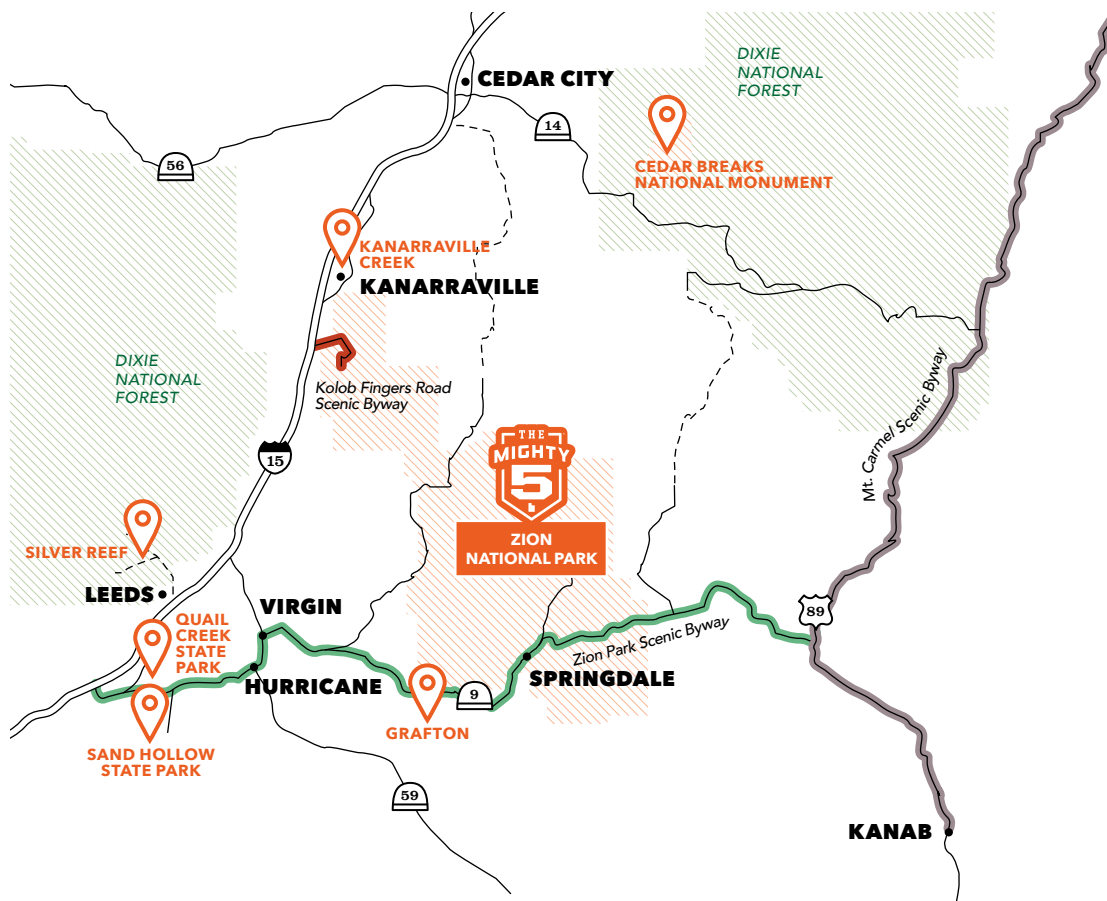 DIXIE
NATIONAL
FOREST
CEDAR CITY
14
56
CEDAR BREAKS
NATIONAL MONUMENT
KANARRAVILLE
CREEK
KANARRAVILLE
DIXIE
NATIONAL
FOREST
Kolob Fingers Road
Scenic Byway
Mt. Carmel Scenic Byway
THE
MIGHTY
5
15
ZION
NATIONAL PARK
SILVER REEF
LEEDS
VIRGIN
89
QUAIL
CREEK
STATE
PARK
Zion Park Scenic Byway
HURRICANE
SPRINGDALE
9
GRAFTON
SAND HOLLOW
STATE PARK
59
KANAB